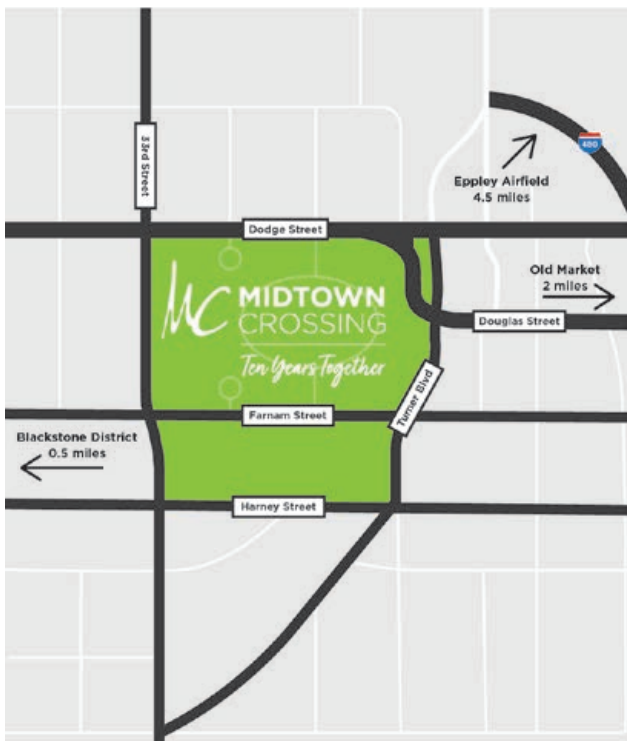 33rd Street
480
Eppley Airfield
4.5 miles
Dodge Street
Old Market
2 miles
MC MIDTOWN
CROSSING
Ten Years Together
Douglas Street
Turner Blvd
Farnam Street
Blackstone District
0.5 miles
Harney Street